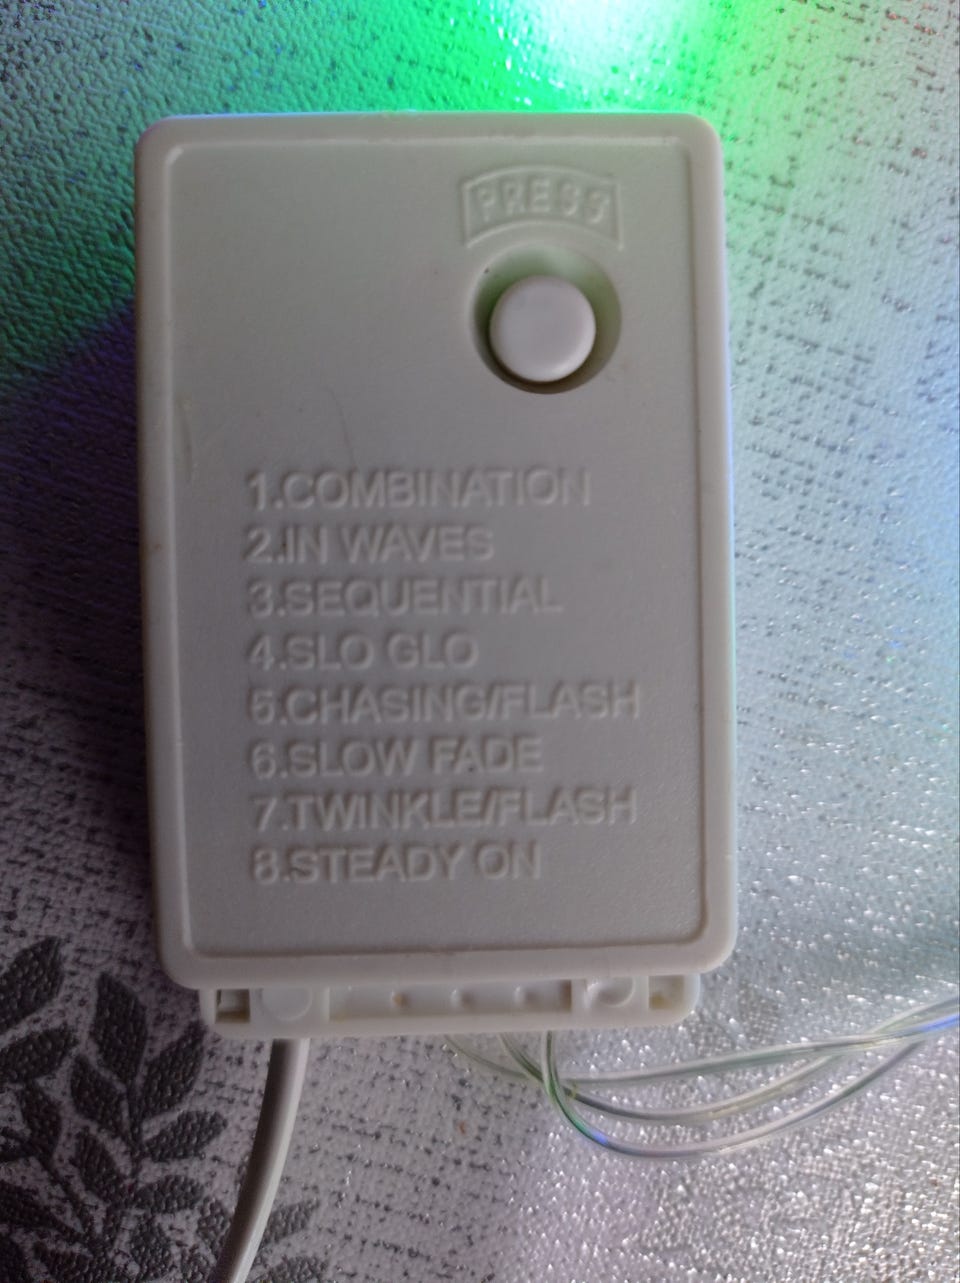 PRESS
1.COMBINATION
2.IN WAVES
3.SEQUENTIAL
4.SLO GLO
5.CHASING/FLASH
6.SLOW FADE
7.TWINKLE/FLASH
8.STEADY ON